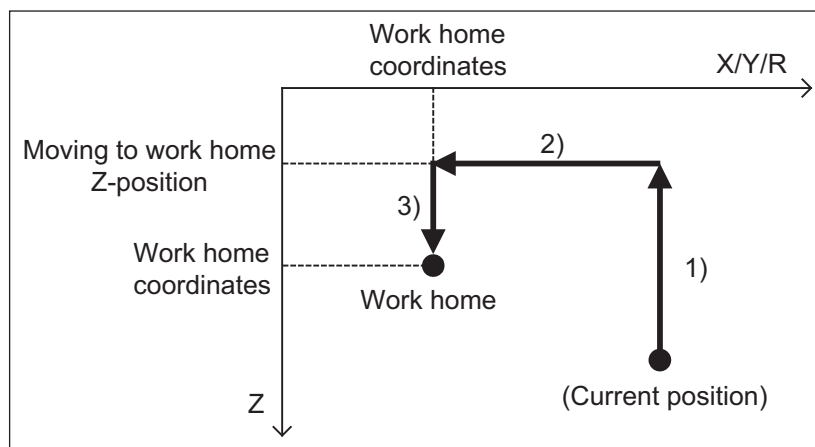 Work home
coordinates
X/Y/R
Moving to work home
Z-position
2)
3)
Work home
coordinates
1)
Work home
(Current position)
Z